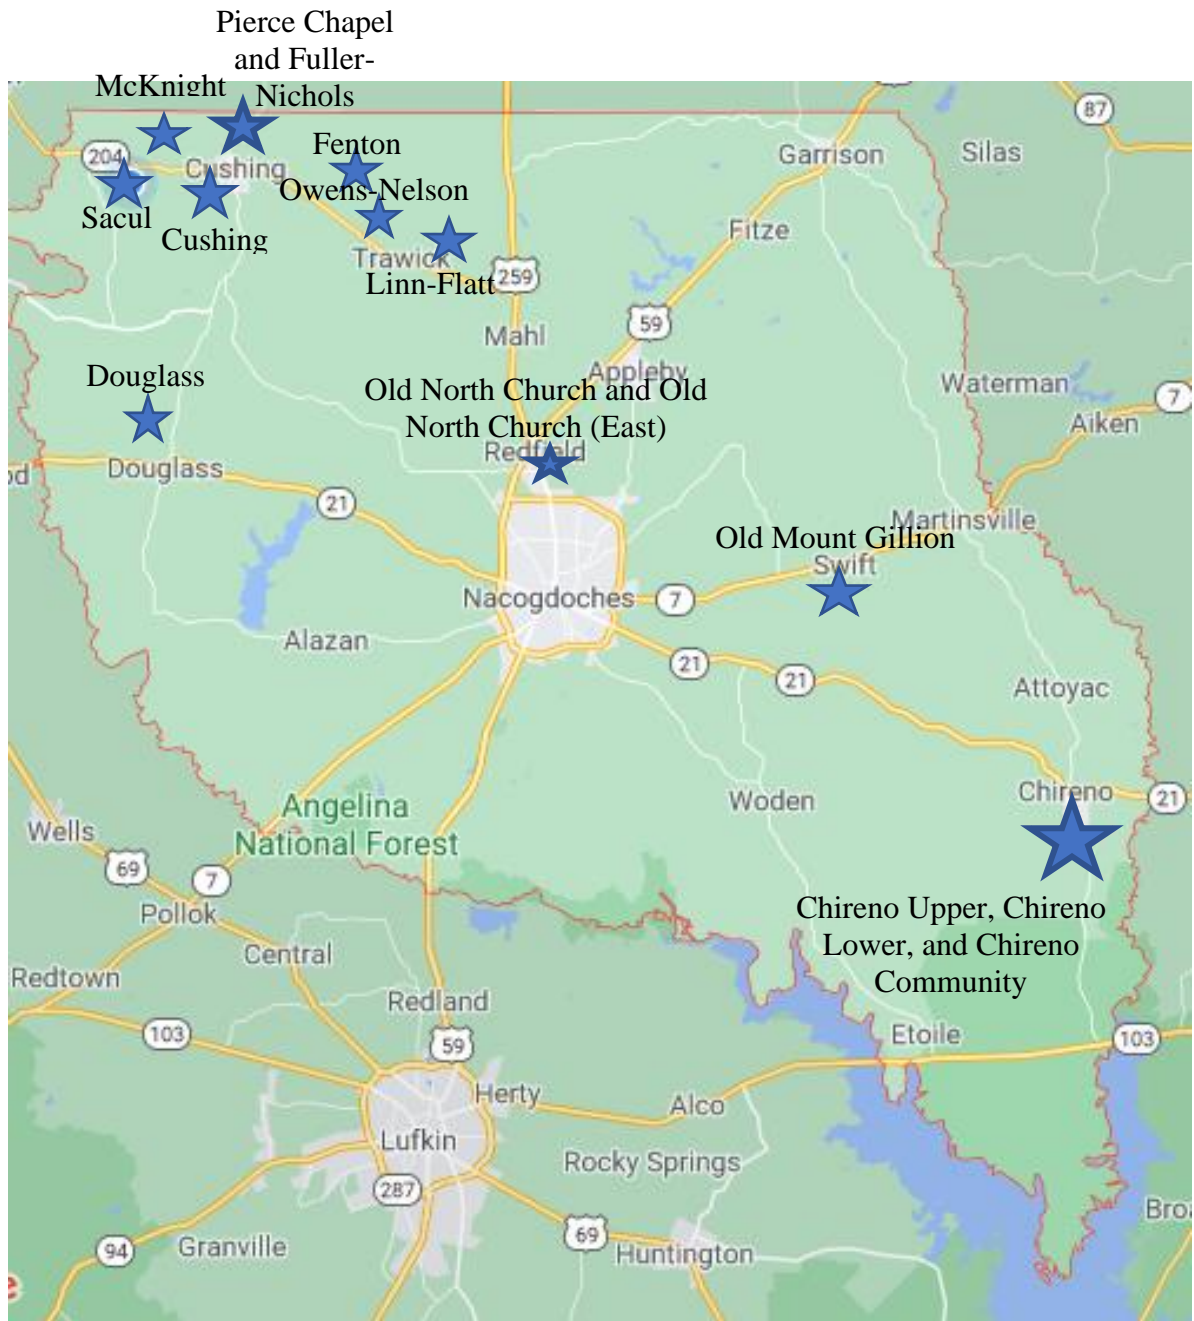 Pierce Chapel
and Fuller-
Nichols
McKnight
87
204
Cushing
Fenton
Garrison
Silas
Sacul
Cushing
Owens-Nelson
Fitze
Trawick
Linn-Flatt
259
59
Mahl
Douglass
Appleby
Waterman
7
Aiken
Old North Church and Old
North Church (East)
Redfield
Douglass
21
Martinsville
Old Mount Gillion
Swift
Nacogdoches
7
Alazan
21
21
Attoyac
Angelina
National Forest
Woden
Chireno
21
Wells
69
7
Pollok
Chireno Upper, Chireno
Lower, and Chireno
Community
Central
Redtown
Redland
103
59
Etoile
103
Herty
Alco
Lufkin
Rocky Springs
287
69
Huntington
94
Granville